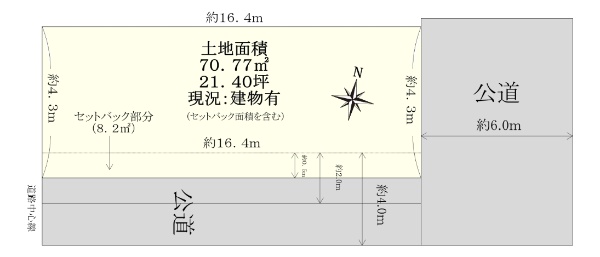 約16.4m
土地面積
70.77㎡
21.40坪
現況:建物有
(セットバック面積を含む)
N
約4.3m
約4.3m
セットバック部分
(8.2㎡)
約16.4m
公道
約6.0m
約0.5m
約2.0m
約4.0m
公道
道路中心線